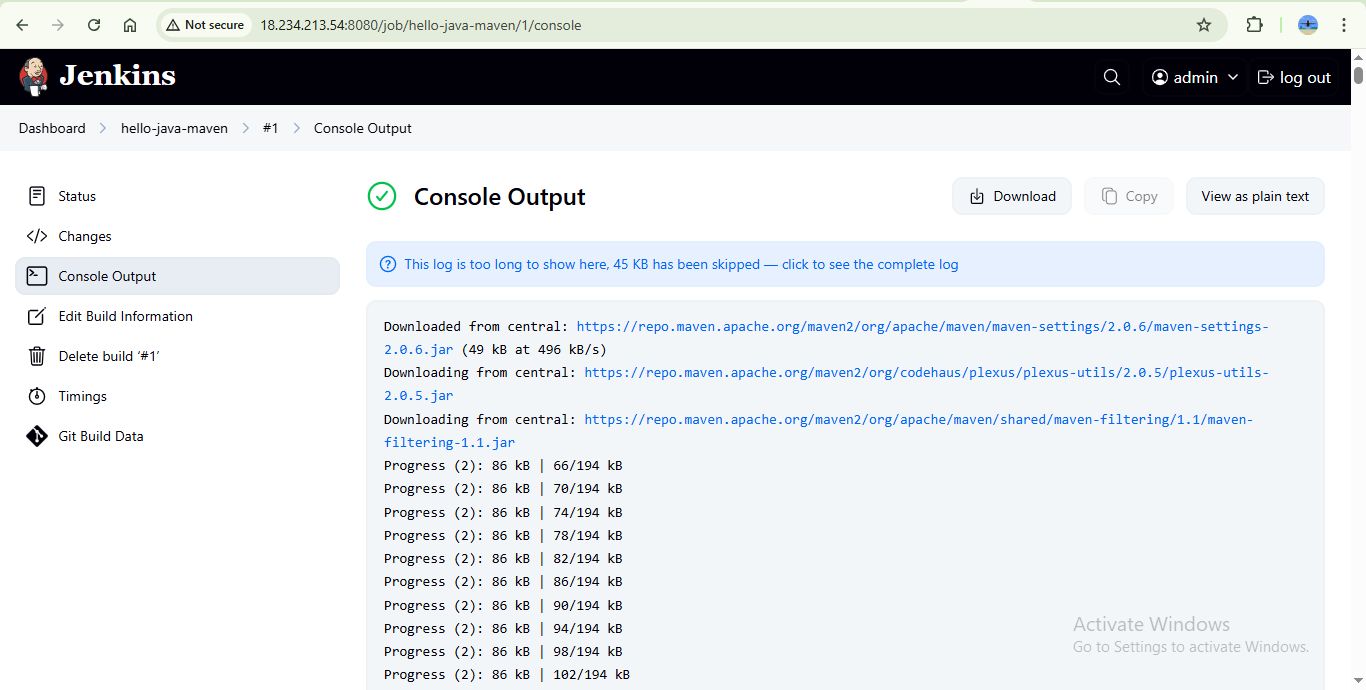 Not secure 18.234.213.54:8080/job/hello-java-maven/1/console
Jenkins admin log out
Dashboard hello-java-maven #1 Console Output
Status
Changes
Console Output
Edit Build Information
Delete build ‘#1’
Timings
Git Build Data
Console Output Download Copy View as plain text
This log is too long to show here, 45 KB has been skipped — click to see the complete log
Downloaded from central: https://repo.maven.apache.org/maven2/org/apache/maven/maven-settings/2.0.6/maven-settings-
2.0.6.jar (49 kB at 496 kB/s)
Downloading from central: https://repo.maven.apache.org/maven2/org/codehaus/plexus/plexus-utils/2.0.5/plexus-utils-
2.0.5.jar
Downloading from central: https://repo.maven.apache.org/maven2/org/apache/maven/shared/maven-filtering/1.1/maven-
filtering-1.1.jar
Progress (2): 86 kB | 66/194 kB
Progress (2): 86 kB | 70/194 kB
Progress (2): 86 kB | 74/194 kB
Progress (2): 86 kB | 78/194 kB
Progress (2): 86 kB | 82/194 kB
Progress (2): 86 kB | 86/194 kB
Progress (2): 86 kB | 90/194 kB
Progress (2): 86 kB | 94/194 kB
Progress (2): 86 kB | 98/194 kB
Progress (2): 86 kB | 102/194 kB
Activate Windows
Go to Settings to activate Windows.